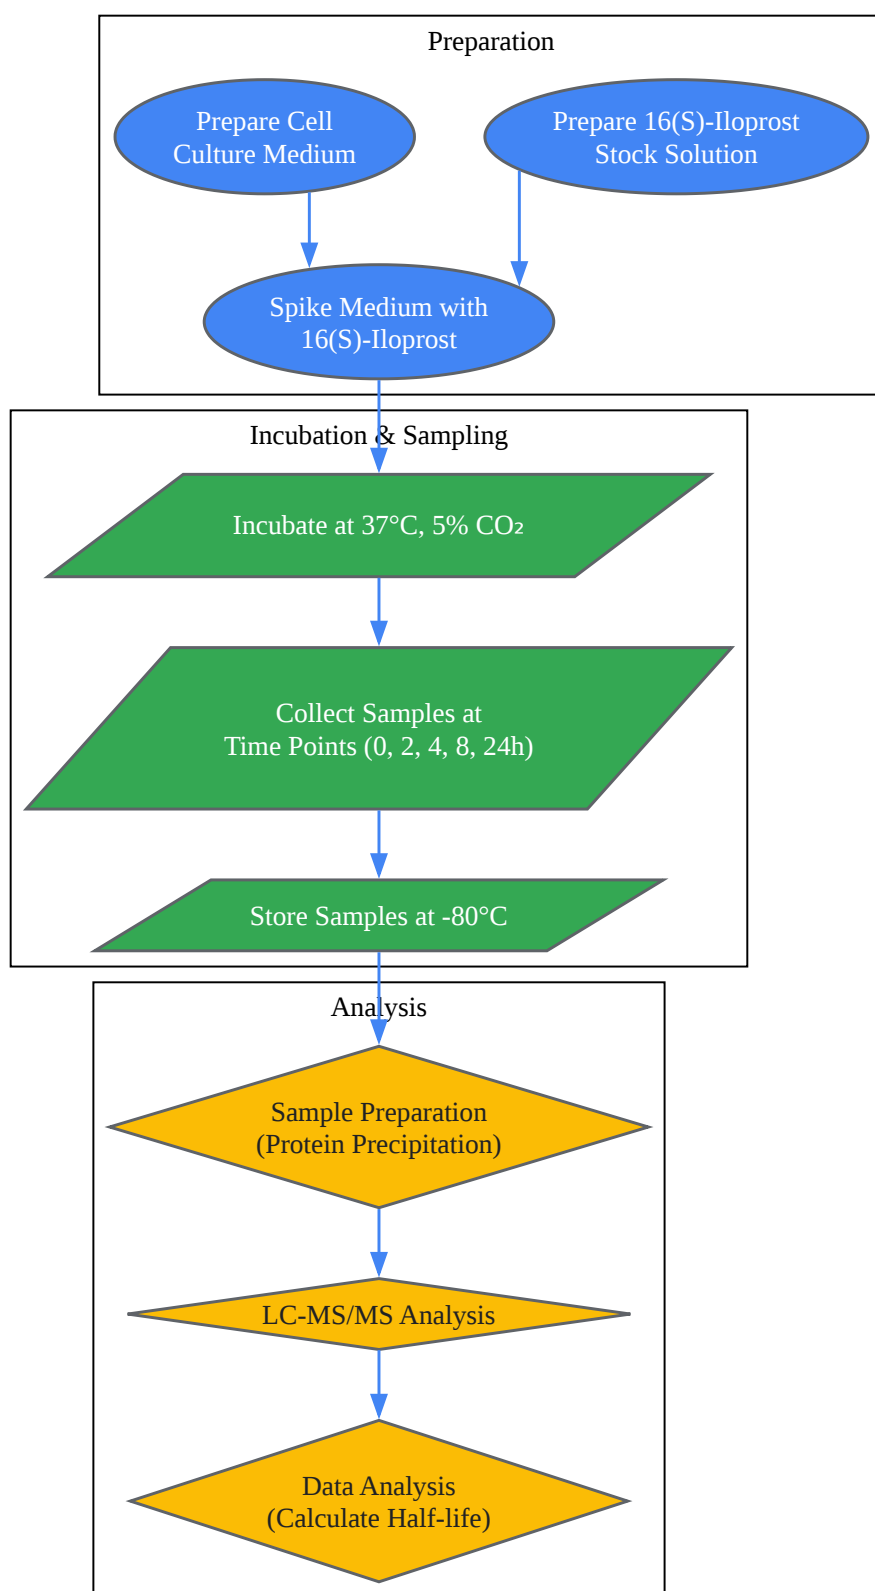 Preparation
Prepare Cell
Culture Medium
Prepare 16(S)-Iloprost
Stock Solution
Spike Medium with
16(S)-Iloprost
Incubation & Sampling
Incubate at 37°C, 5% CO₂
Collect Samples at
Time Points (0, 2, 4, 8, 24h)
Store Samples at -80°C
Analysis
Sample Preparation
(Protein Precipitation)
LC-MS/MS Analysis
Data Analysis
(Calculate Half-life)